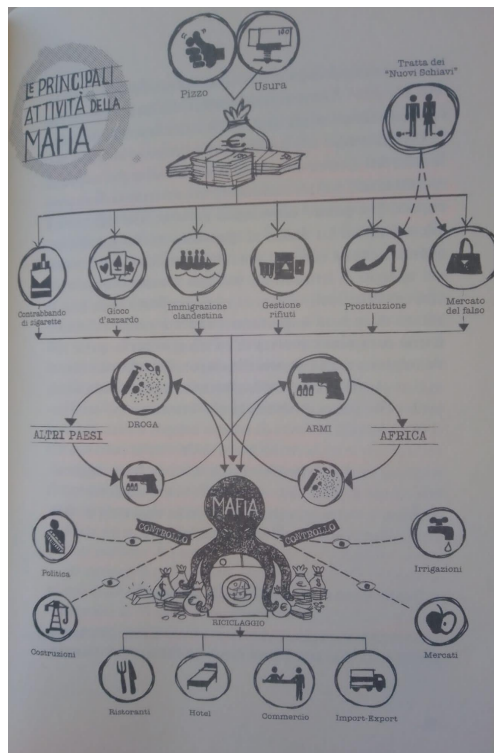 LE PRINCIPALI
ATTIVITÀ DELLA
MAFIA
Pizzo
Usura
Tratta dei
"Nuovi Schiavi"
Contrabbando
di sigarette
Gioco
d'azzardo
Immigrazione
clandestina
Gestione
rifiuti
Prostituzione
Mercato
del falso
DROGA
ARMI
ALTRI PAESI
AFRICA
MAFIA
CONTROLLO
CONTROLLO
Politica
Irrigazioni
Costruzioni
RICICLAGGIO
Mercati
Ristoranti
Hotel
Commercio
Import-Export